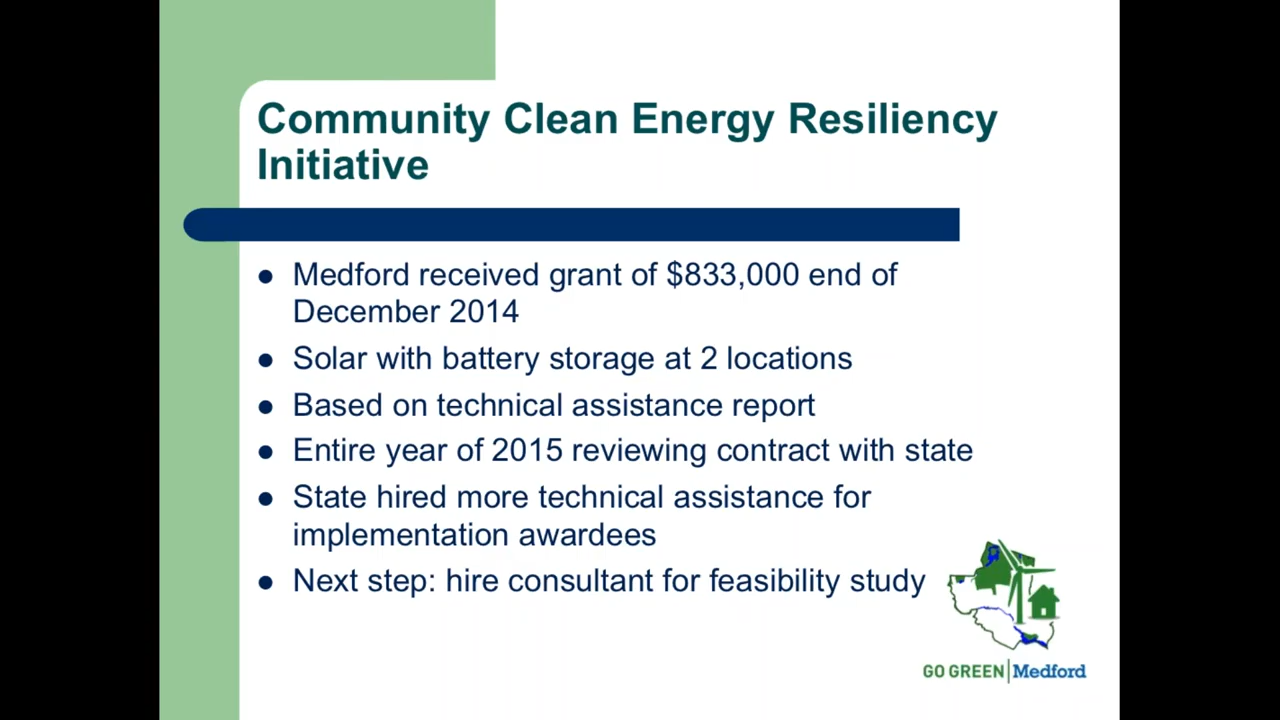 Community Clean Energy Resiliency
Initiative
● Medford received grant of $833,000 end of
December 2014
● Solar with battery storage at 2 locations
● Based on technical assistance report
● Entire year of 2015 reviewing contract with state
● State hired more technical assistance for
implementation awardees
● Next step: hire consultant for feasibility study
GO GREEN|Medford